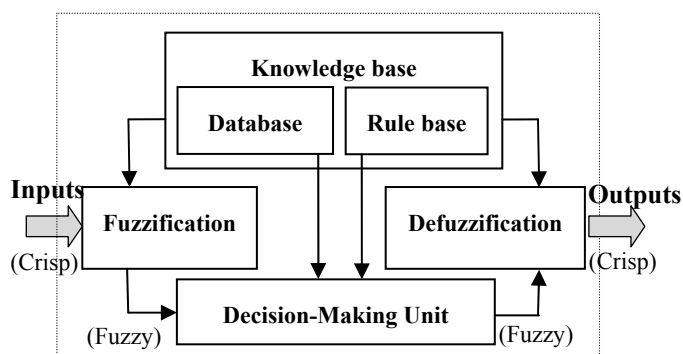 Knowledge base
Database
Rule base
Inputs
Outputs
Fuzzification
Defuzzification
(Crisp)
(Crisp)
Decision-Making Unit
(Fuzzy)
(Fuzzy)